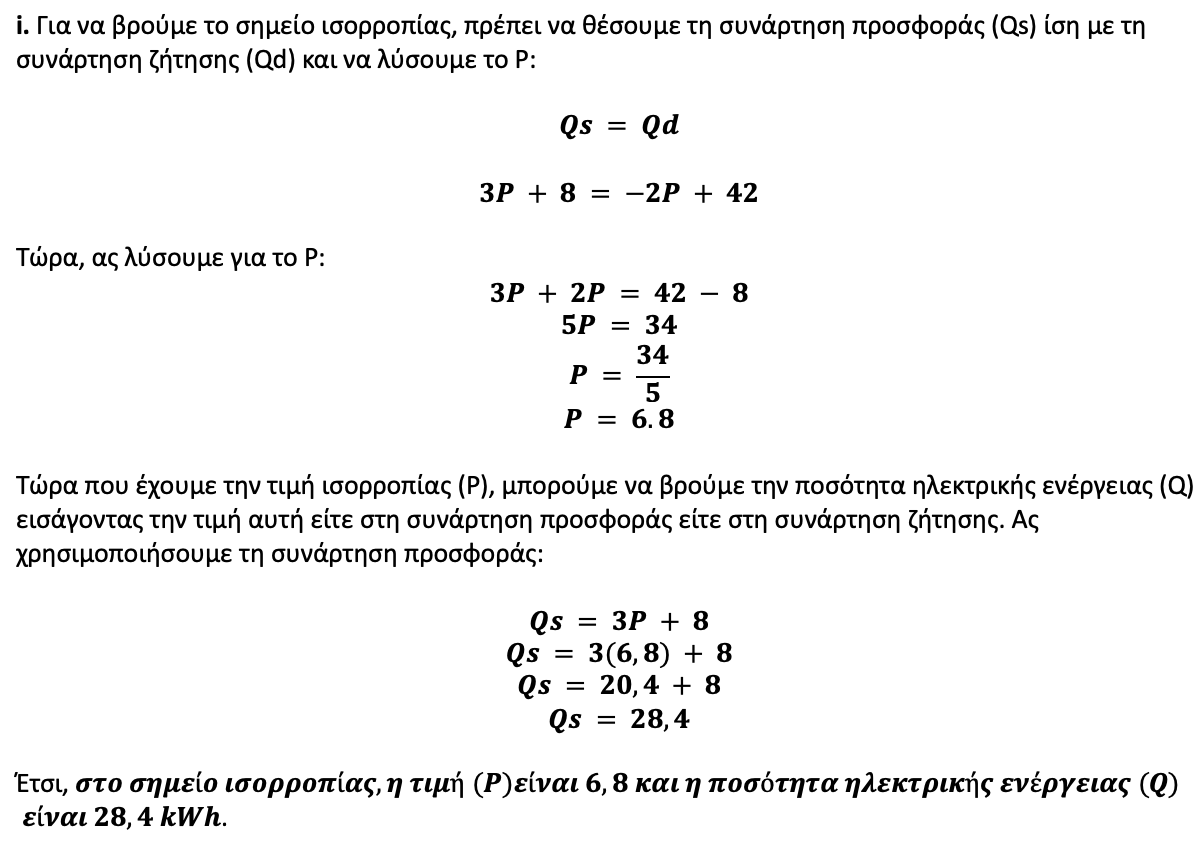 i. Για να βρούμε το σημείο ισορροπίας, πρέπει να θέσουμε τη συνάρτηση προσφοράς (Qs) ίση με τη
συνάρτηση ζήτησης (Qd) και να λύσουμε το P:
Qs = Qd
3P + 8 = −2P + 42
Τώρα, ας λύσουμε για το P:
3P + 2P = 42 − 8
5P = 34
P = 34/5
P = 6.8
Τώρα που έχουμε την τιμή ισορροπίας (P), μπορούμε να βρούμε την ποσότητα ηλεκτρικής ενέργειας (Q)
εισάγοντας την τιμή αυτή είτε στη συνάρτηση προσφοράς είτε στη συνάρτηση ζήτησης. Ας
χρησιμοποιήσουμε τη συνάρτηση προσφοράς:
Qs = 3P + 8
Qs = 3(6,8) + 8
Qs = 20,4 + 8
Qs = 28,4
Έτσι, στο σημείο ισορροπίας, η τιμή (P)είναι 6,8 και η ποσότητα ηλεκτρικής ενέργειας (Q)
είναι 28,4 kWh.